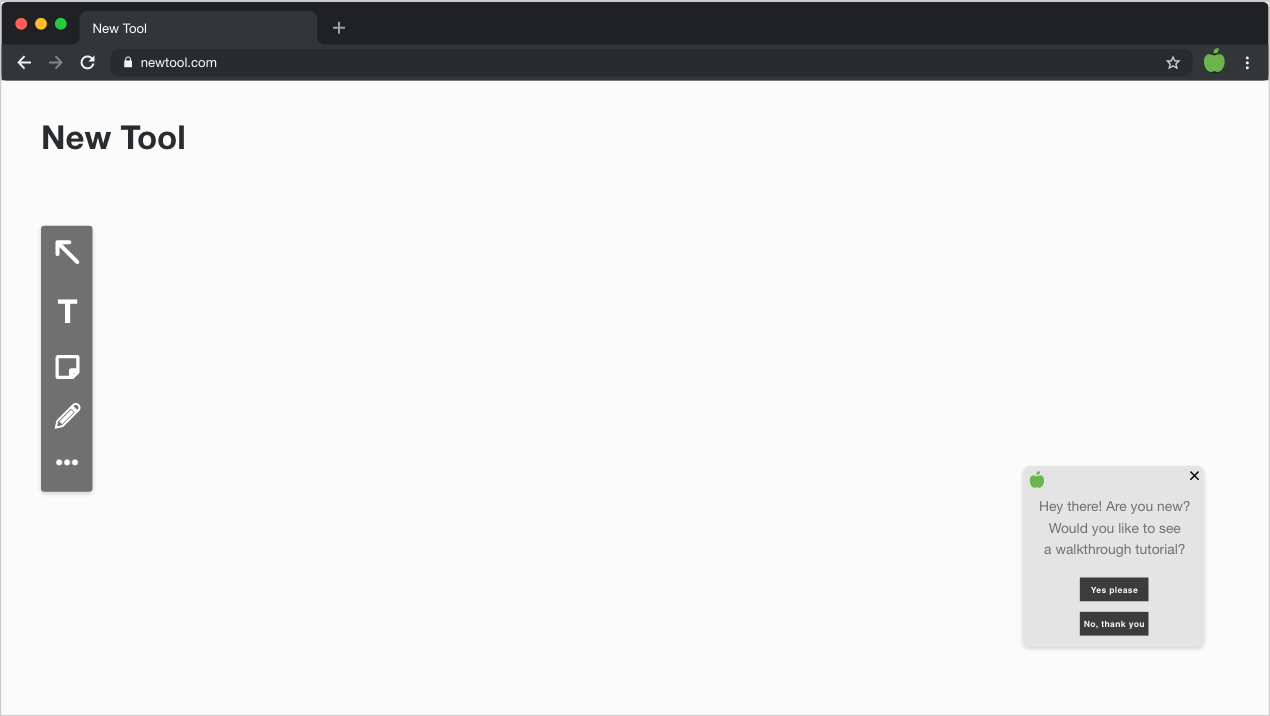 New Tool
newtool.com
New Tool
T
Hey there! Are you new?
Would you like to see
a walkthrough tutorial?
Yes please
No, thank you